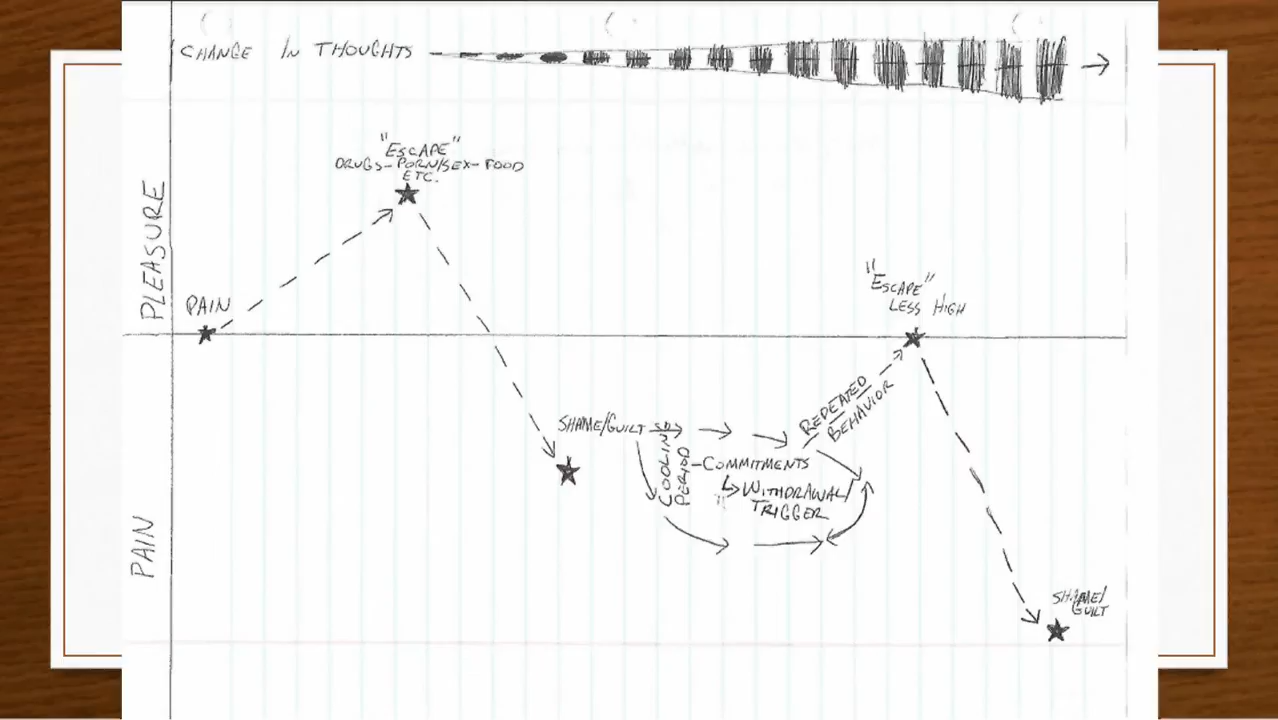 CHANGE IN THOUGHTS
"ESCAPE"
DRUGS-PORN/SEX-FOOD
ETC.
PLEASURE
PAIN
"ESCAPE"
LESS HIGH
REPEATED
BEHAVIOR
SHAME/GUILT
PERIOD
-COMMITMENTS
WITHDRAWAL/
TRIGGER
PAIN
SHAME/
GUILT